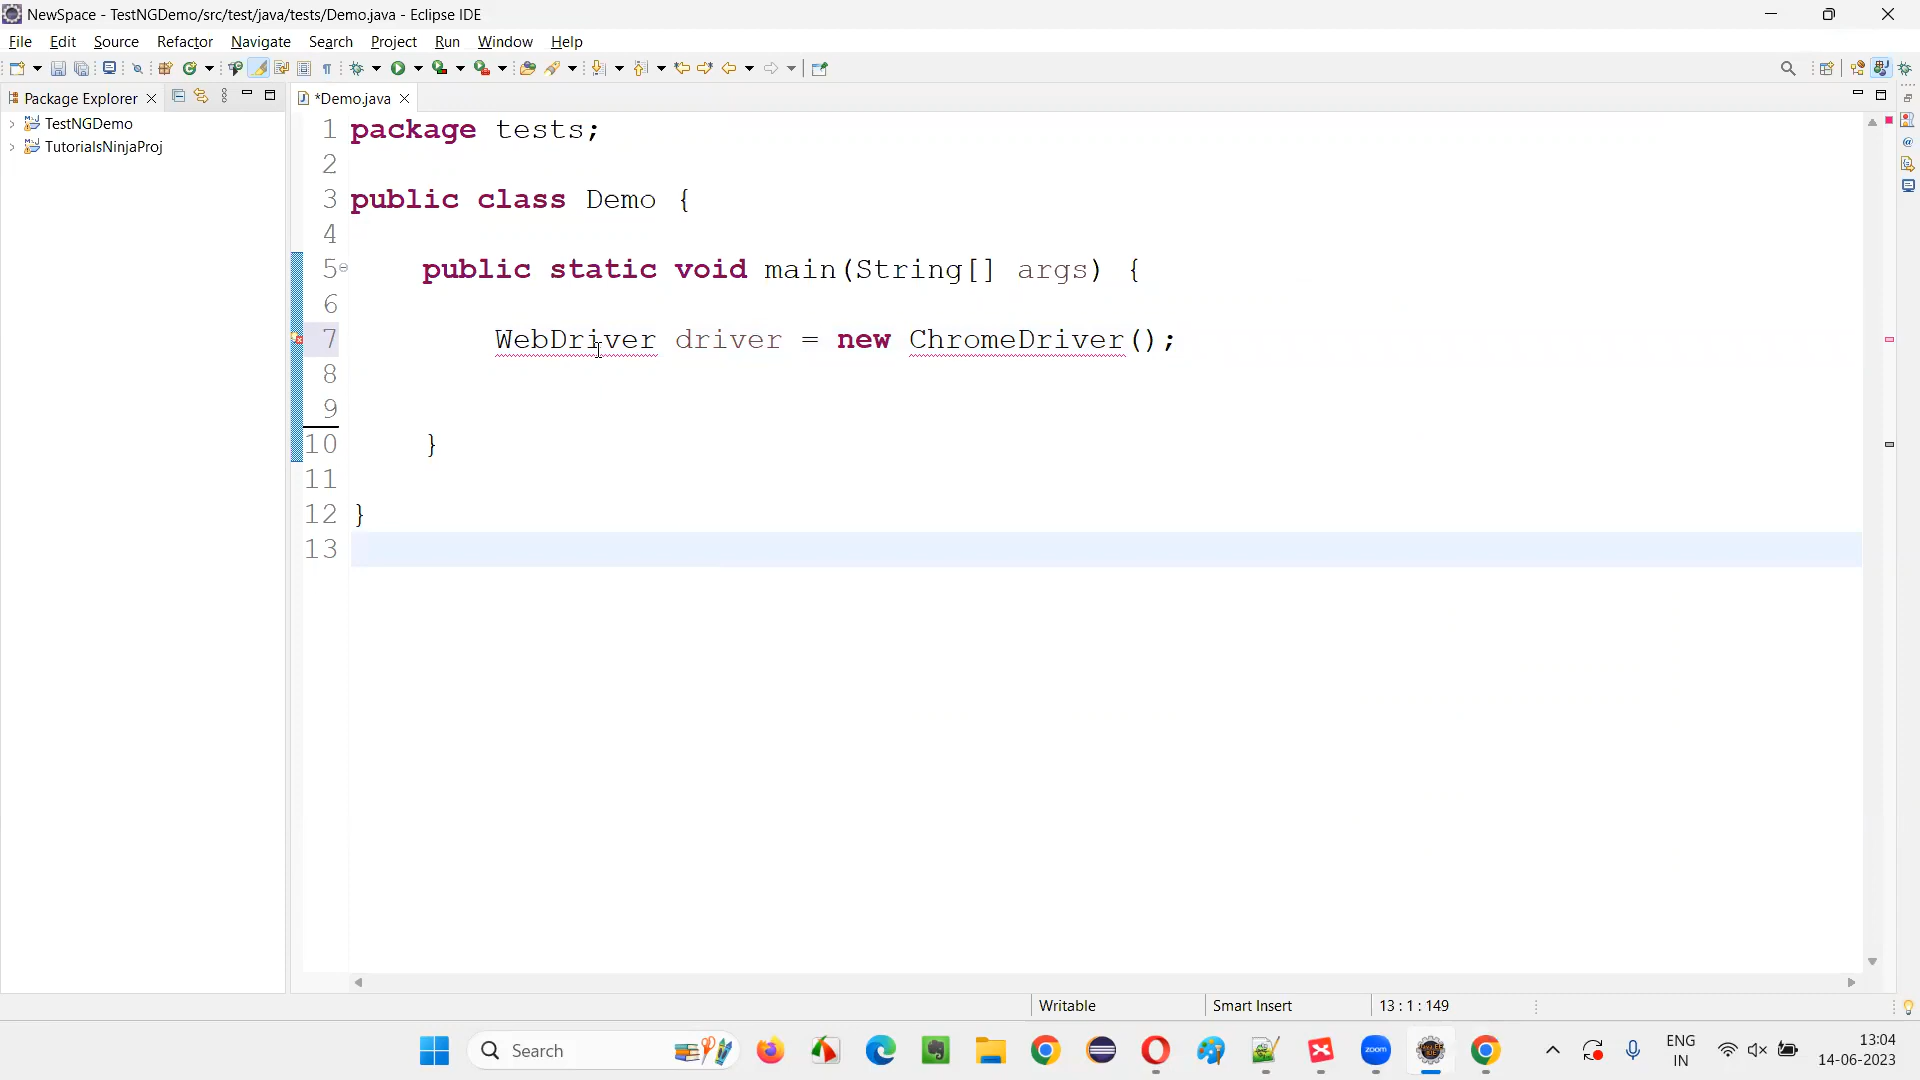 NewSpace - TestNGDemo/src/test/java/tests/Demo.java - Eclipse IDE
File Edit Source Refactor Navigate Search Project Run Window Help
Package Explorer
*Demo.java
TestNGDemo
TutorialsNinjaProj
1 package tests;
2
3 public class Demo {
4
5 public static void main(String[] args) {
6
7 WebDriver driver = new ChromeDriver();
8
9
10 }
11
12 }
13
Writable Smart Insert 13 : 1 : 149
Search
zoom
ENG
IN
13:04
14-06-2023